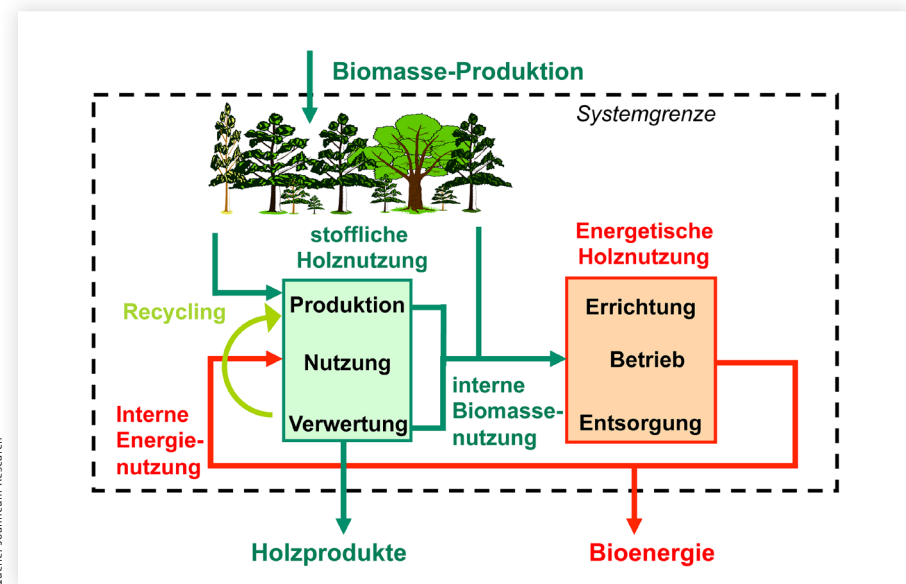 Biomasse-Produktion
Systemgrenze
stoffliche
Holznutzung
Energetische
Holznutzung
Recycling
Produktion
Nutzung
Verwertung
Errichtung
Betrieb
Entsorgung
interne
Biomasse-
nutzung
Interne
Energie-
nutzung
Holzprodukte
Bioenergie